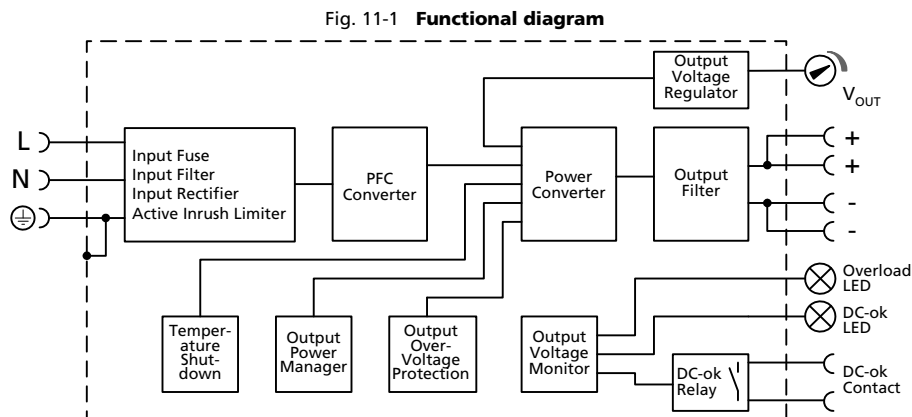 Fig. 11-1 Functional diagram
Output
Voltage
Regulator
V_OUT
L
N
Input Fuse
Input Filter
Input Rectifier
Active Inrush Limiter
PFC
Converter
Power
Converter
Output
Filter
+
+
-
-
Temper-
ature
Shut-
down
Output
Power
Manager
Output
Over-
Voltage
Protection
Output
Voltage
Monitor
DC-ok
Relay
Overload
LED
DC-ok
LED
DC-ok
Contact